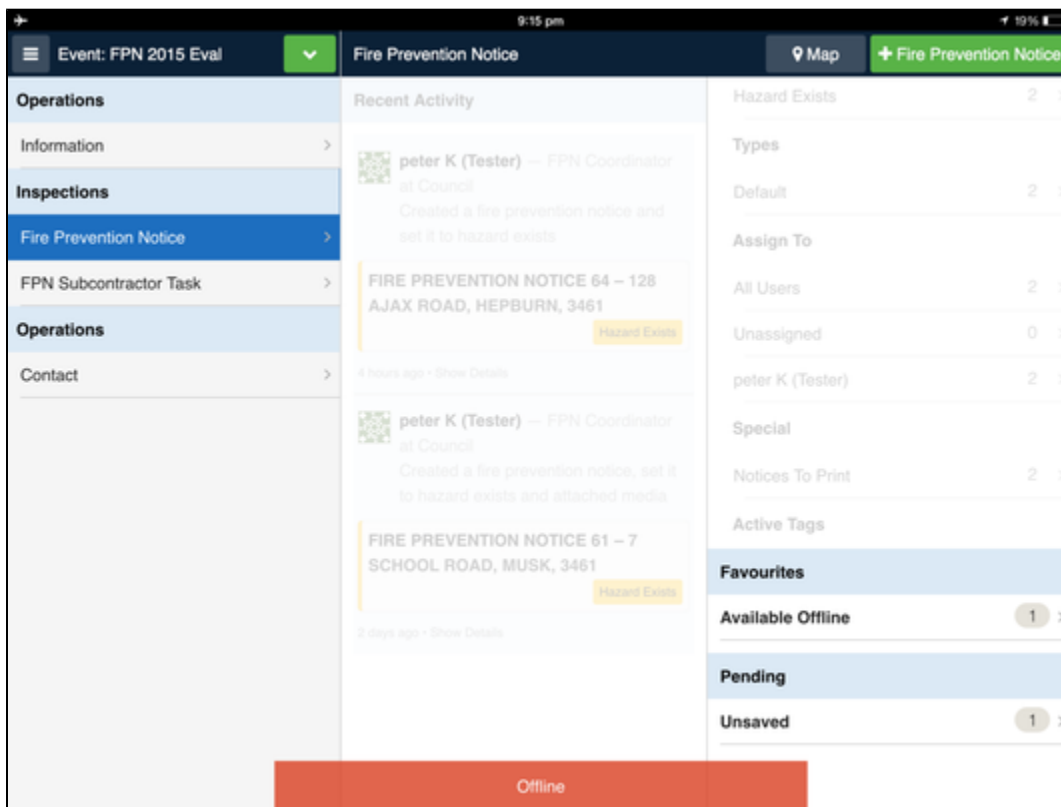 9:15 pm
19%
Event: FPN 2015 Eval
Fire Prevention Notice
Map
+ Fire Prevention Notice
Operations
Information
Inspections
Fire Prevention Notice
FPN Subcontractor Task
Operations
Contact
Recent Activity
peter K (Tester) — FPN Coordinator
at Council
Created a fire prevention notice and
set it to hazard exists
FIRE PREVENTION NOTICE 64 – 128
AJAX ROAD, HEPBURN, 3461
Hazard Exists
4 hours ago • Show Details
peter K (Tester) — FPN Coordinator
at Council
Created a fire prevention notice, set it
to hazard exists and attached media
FIRE PREVENTION NOTICE 61 – 7
SCHOOL ROAD, MUSK, 3461
Hazard Exists
2 days ago • Show Details
Hazard Exists 2
Types
Default 2
Assign To
All Users 2
Unassigned 0
peter K (Tester) 2
Special
Notices To Print 2
Active Tags
Favourites
Available Offline 1
Pending
Unsaved 1
Offline